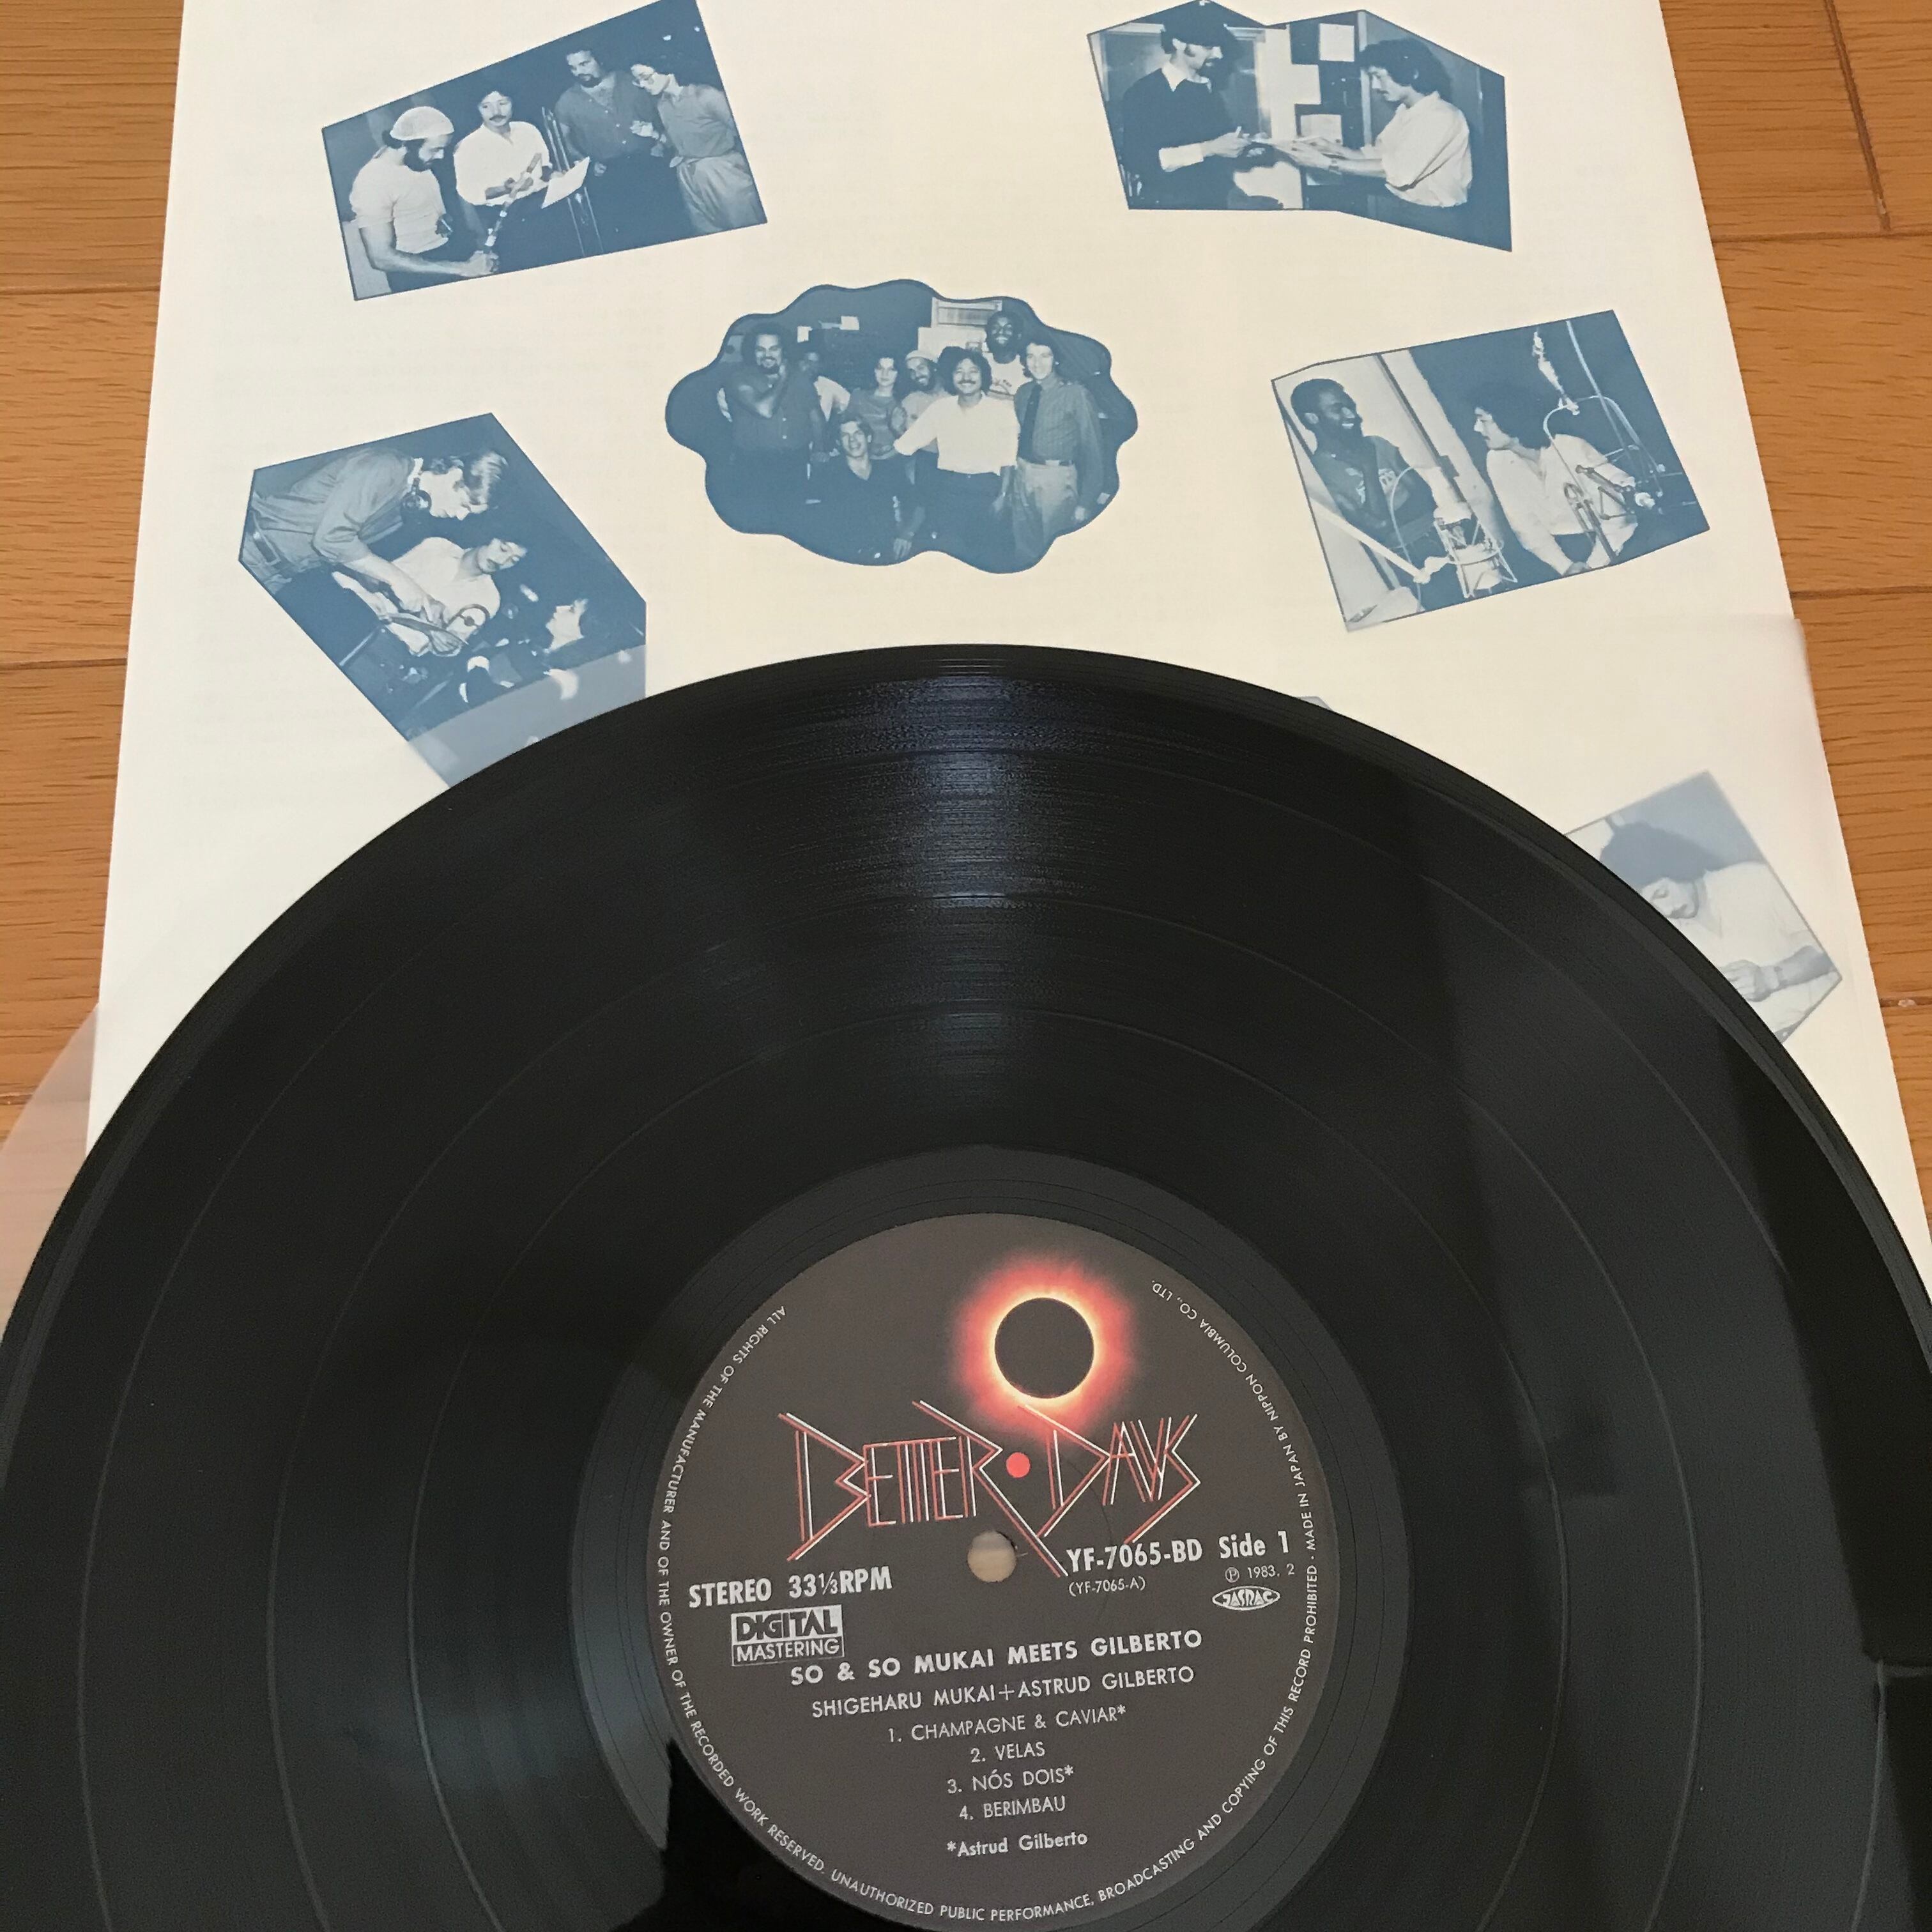 BETTER • DAYS
YF-7065-BD Side 1
(YF-7065-A)
Ⓟ 1983. 2
JASRAC
STEREO 33⅓RPM
DIGITAL
MASTERING
SO & SO MUKAI MEETS GILBERTO
SHIGEHARU MUKAI+ASTRUD GILBERTO
1. CHAMPAGNE & CAVIAR*
2. VELAS
3. NÓS DOIS*
4. BERIMBAU
*Astrud Gilberto
ALL RIGHTS OF THE MANUFACTURER AND OF THE OWNER OF THE RECORDED WORK RESERVED. UNAUTHORIZED PUBLIC PERFORMANCE, BROADCASTING AND COPYING OF THIS RECORD PROHIBITED · MADE IN JAPAN BY NIPPON COLUMBIA CO., LTD.